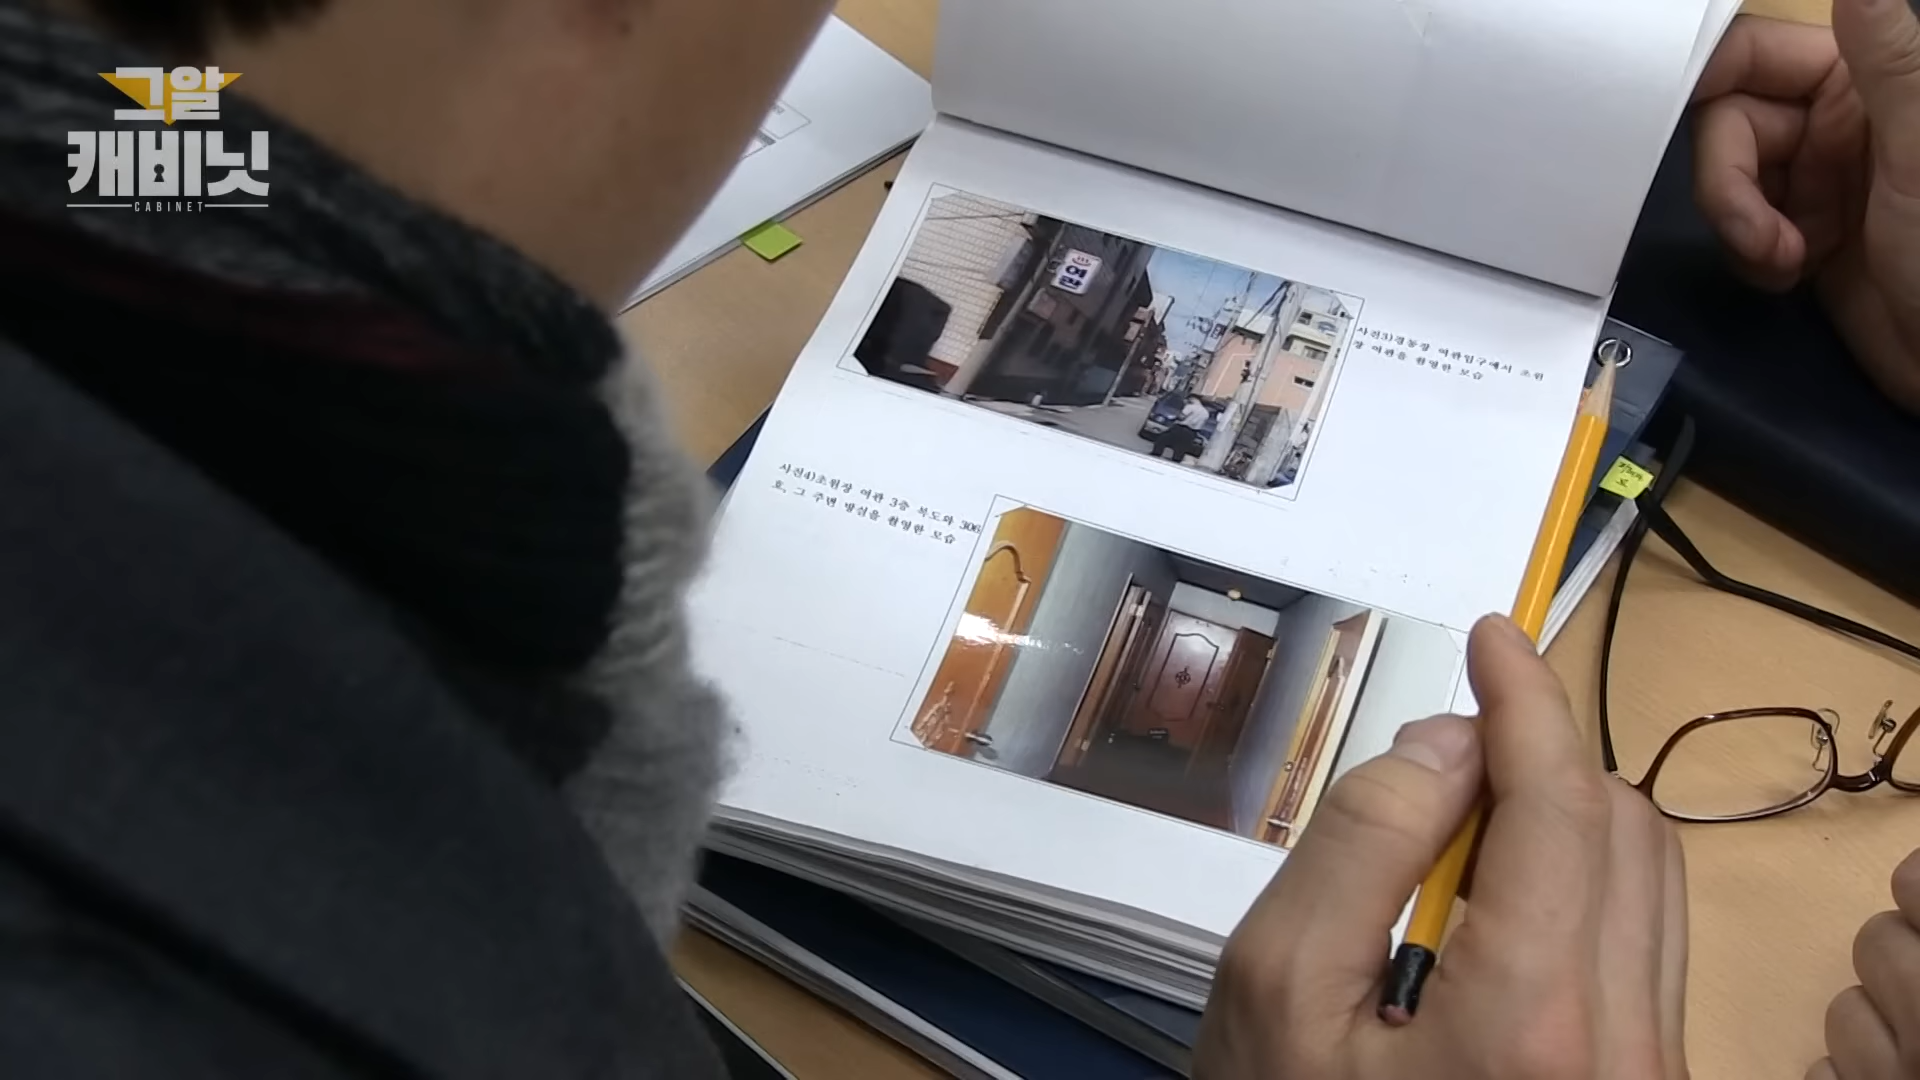 그알
캐비닛
CABINET
여관
사진3)경동장 여관입구에서 초원
장 여관을 촬영한 모습
사진4)초원장 여관 3층 복도와 306
호, 그 주변 방실을 촬영한 모습